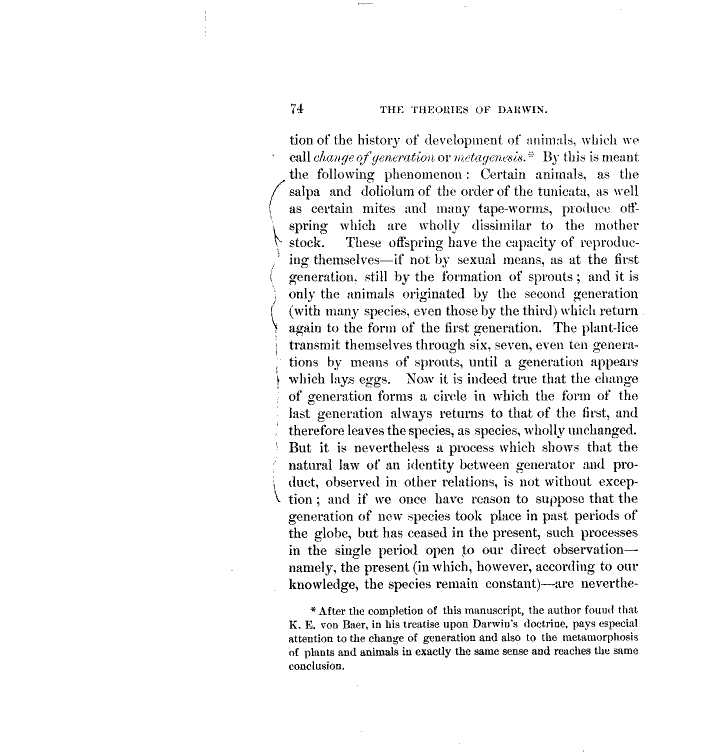 74 THE THEORIES OF DARWIN.
tion of the history of development of animals, which we
call change of generation or metagenesis.* By this is meant
the following phenomenon: Certain animals, as the
salpa and doliolum of the order of the tunicata, as well
as certain mites and many tape-worms, produce off-
spring which are wholly dissimilar to the mother
stock. These offspring have the capacity of reproduc-
ing themselves—if not by sexual means, as at the first
generation, still by the formation of sprouts; and it is
only the animals originated by the second generation
(with many species, even those by the third) which return
again to the form of the first generation. The plant-lice
transmit themselves through six, seven, even ten genera-
tions by means of sprouts, until a generation appears
which lays eggs. Now it is indeed true that the change
of generation forms a circle in which the form of the
last generation always returns to that of the first, and
therefore leaves the species, as species, wholly unchanged.
But it is nevertheless a process which shows that the
natural law of an identity between generator and pro-
duct, observed in other relations, is not without excep-
tion; and if we once have reason to suppose that the
generation of new species took place in past periods of
the globe, but has ceased in the present, such processes
in the single period open to our direct observation—
namely, the present (in which, however, according to our
knowledge, the species remain constant)—are neverthe-
* After the completion of this manuscript, the author found that
K. E. von Baer, in his treatise upon Darwin's doctrine, pays especial
attention to the change of generation and also to the metamorphosis
of plants and animals in exactly the same sense and reaches the same
conclusion.